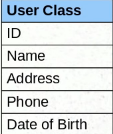 User Class
ID
Name
Address
Phone
Date of Birth